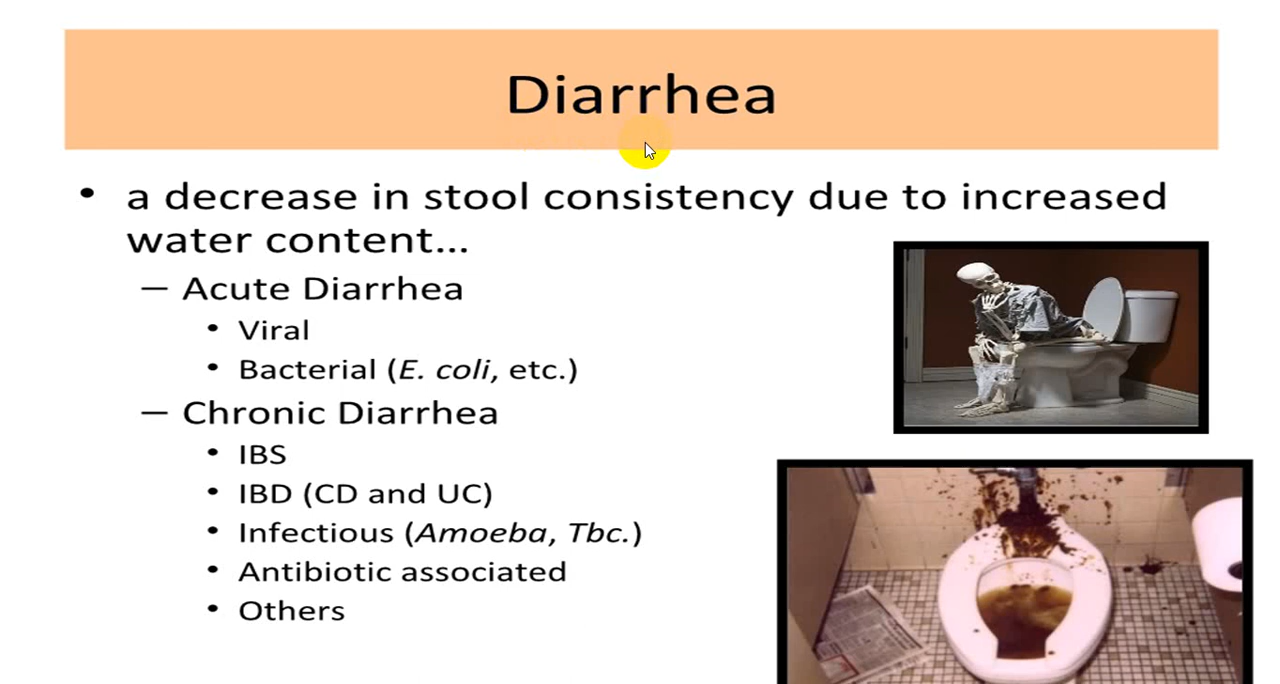 Diarrhea
• a decrease in stool consistency due to increased
water content...
– Acute Diarrhea
• Viral
• Bacterial (E. coli, etc.)
– Chronic Diarrhea
• IBS
• IBD (CD and UC)
• Infectious (Amoeba, Tbc.)
• Antibiotic associated
• Others